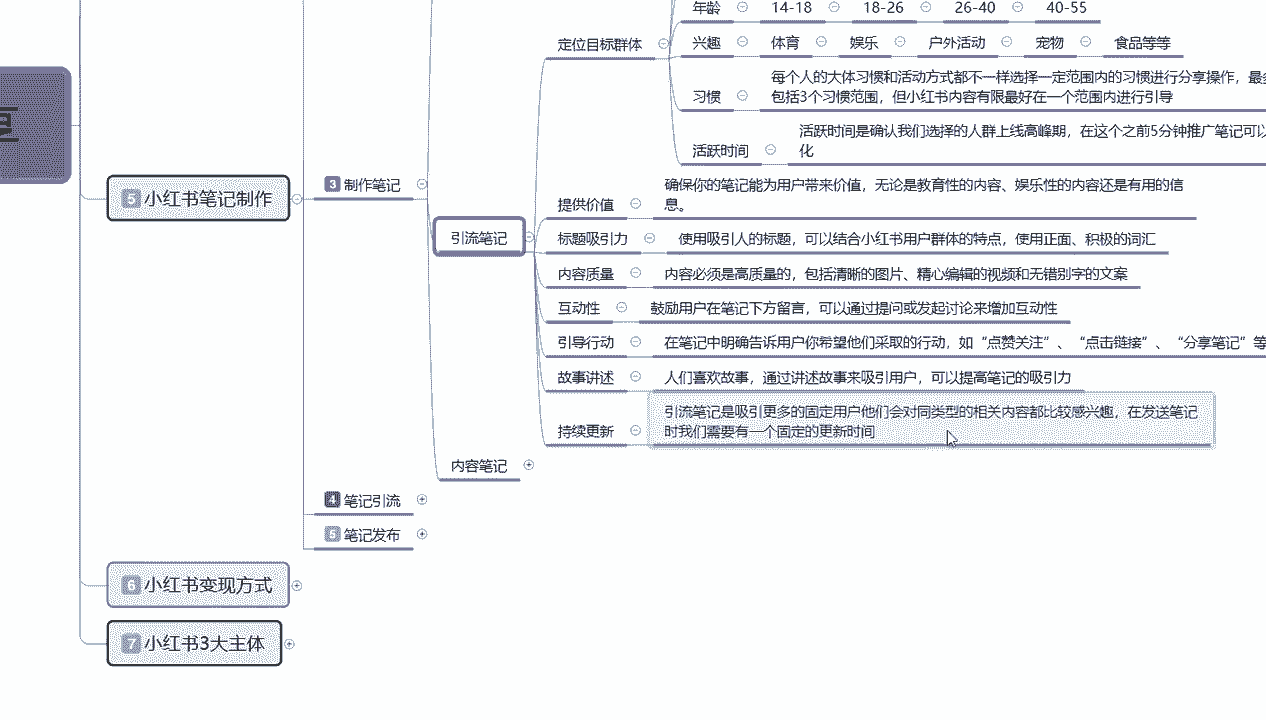 年龄 14-18 18-26 26-40 40-55
定位目标群体
兴趣 体育 娱乐 户外活动 宠物 食品等等
每个人的大体习惯和活动方式都不一样选择一定范围内的习惯进行分享操作，最
习惯 包括3个习惯范围，但小红书内容有限最好在一个范围内进行引导
活跃时间是确认我们选择的人群上线高峰期，在这个之前5分钟推广笔记可以
活跃时间 化
5 小红书笔记制作
3 制作笔记
确保你的笔记能为用户带来价值，无论是教育性的内容、娱乐性的内容还是有用的信
提供价值 息。
引流笔记
标题吸引力 使用吸引人的标题，可以结合小红书用户群体的特点，使用正面、积极的词汇
内容质量 内容必须是高质量的，包括清晰的图片、精心编辑的视频和无错别字的文案
互动性 鼓励用户在笔记下方留言，可以通过提问或发起讨论来增加互动性
引导行动 在笔记中明确告诉用户你希望他们采取的行动，如“点赞关注”、“点击链接”、“分享笔记”等
故事讲述 人们喜欢故事，通过讲述故事来吸引用户，可以提高笔记的吸引力
引流笔记是吸引更多的固定用户他们会对同类型的相关内容都比较感兴趣，在发送笔记
持续更新 时我们需要有一个固定的更新时间
内容笔记
4 笔记引流
5 笔记发布
6 小红书变现方式
7 小红书3大主体